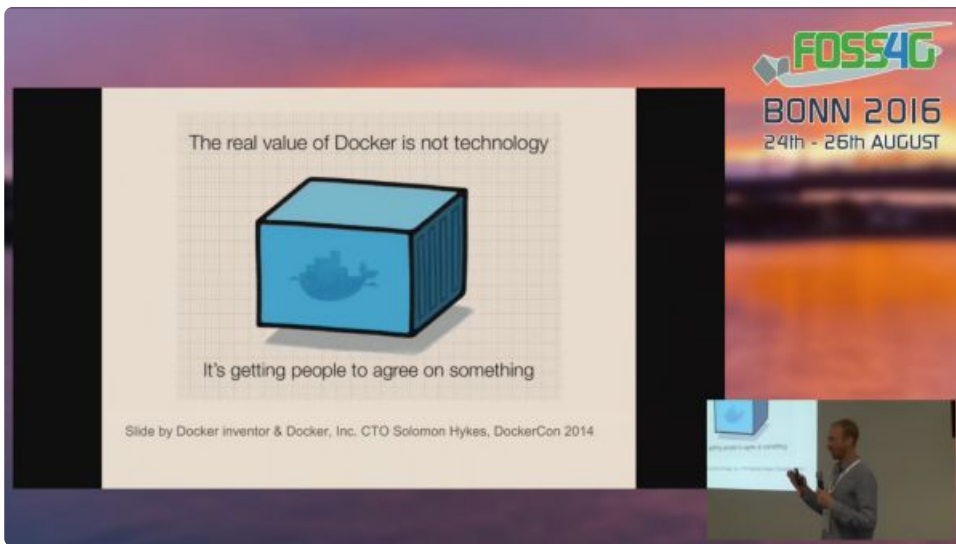 FOSS4G
BONN 2016
24th - 26th AUGUST
The real value of Docker is not technology
It's getting people to agree on something
Slide by Docker inventor & Docker, Inc. CTO Solomon Hykes, DockerCon 2014